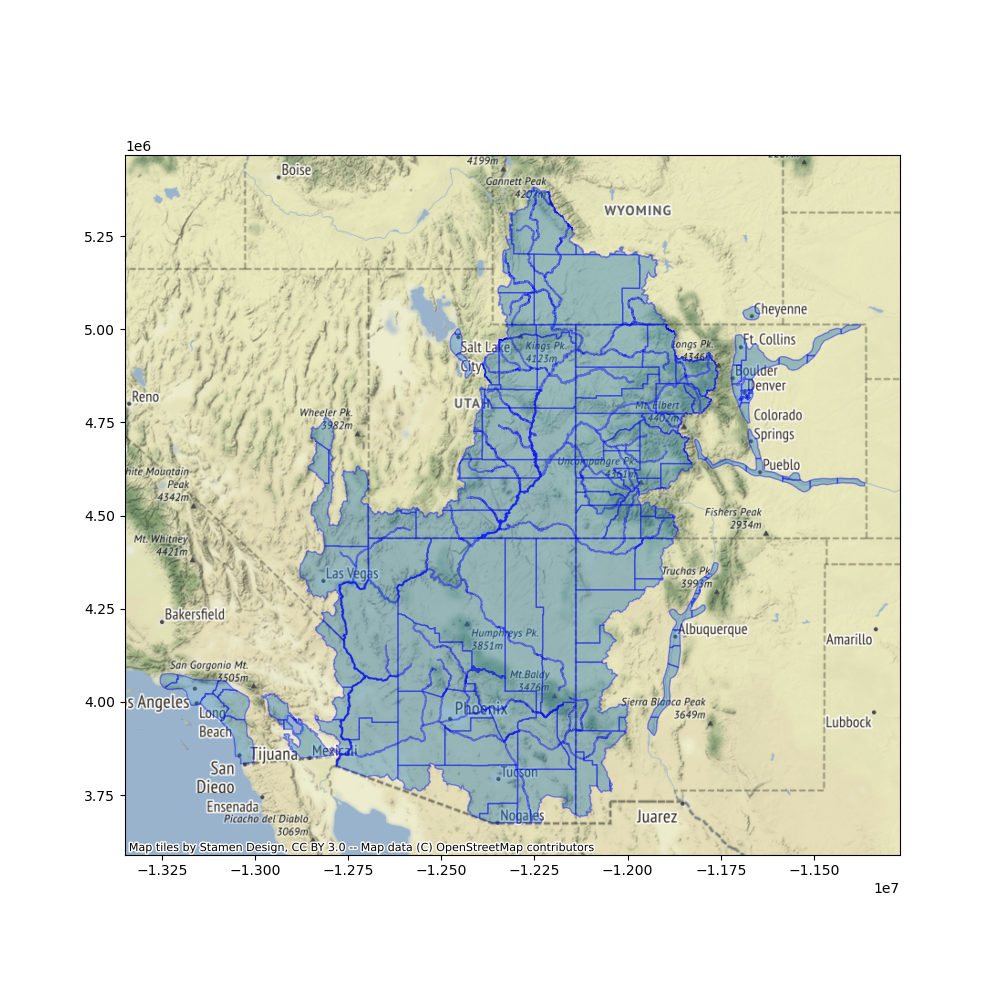 1e6
4199m
Boise
Gannett Peak
4207m
WYOMING
5.25
5.00
Cheyenne
Salt Lake
City
Kings Pk.
4123m
Longs Pk.
4346m
Ft. Collins
Boulder
Denver
Reno
UTAH
Wheeler Pk.
3982m
Mt. Elbert
4402m
Colorado
Springs
4.75
Uncompahgre Pk.
4361m
Pueblo
White Mountain
Peak
4342m
4.50
Fishers Peak
2934m
Mt. Whitney
4421m
Las Vegas
Truchas Pk.
3993m
4.25
Bakersfield
Humphreys Pk.
3851m
Albuquerque
Amarillo
San Gorgonio Mt.
3505m
Mt.Baldy
3476m
4.00
s Angeles
Long
Beach
Phoenix
Sierra Blanca Peak
3649m
Lubbock
Tijuana
Mexicali
San
Diego
Tucson
3.75
Ensenada
Picacho del Diablo
3069m
Nogales
Juarez
Map tiles by Stamen Design, CC BY 3.0 -- Map data (C) OpenStreetMap contributors
−1.325 −1.300 −1.275 −1.250 −1.225 −1.200 −1.175 −1.150
1e7